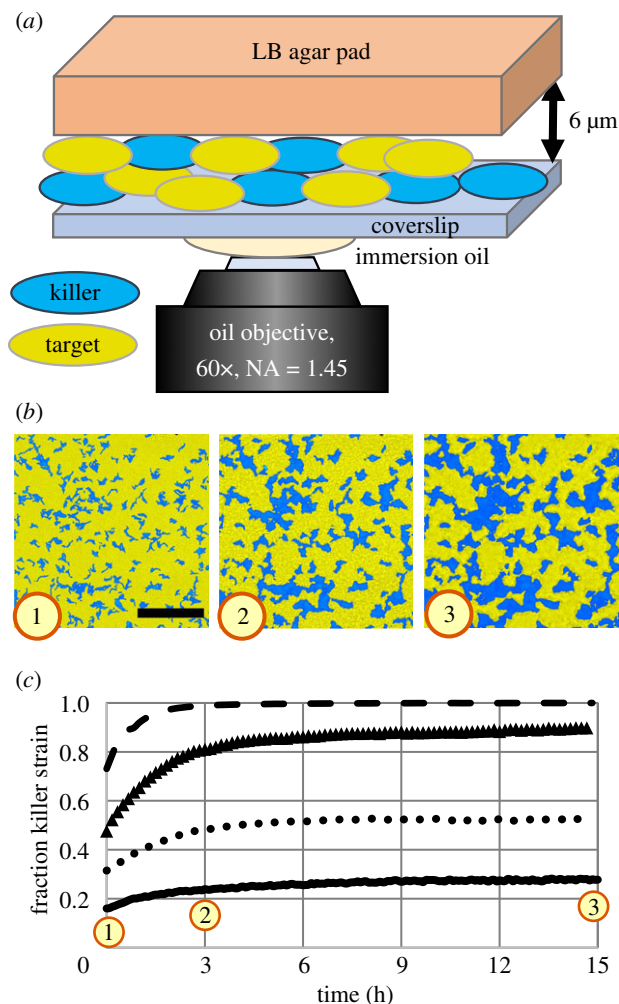 (a)
LB agar pad
6 µm
coverslip
immersion oil
killer
target
oil objective,
60×, NA = 1.45
(b)
1
2
3
(c)
fraction killer strain
1.0
0.8
0.6
0.4
0.2
1
2
3
0
3
6
9
12
15
time (h)